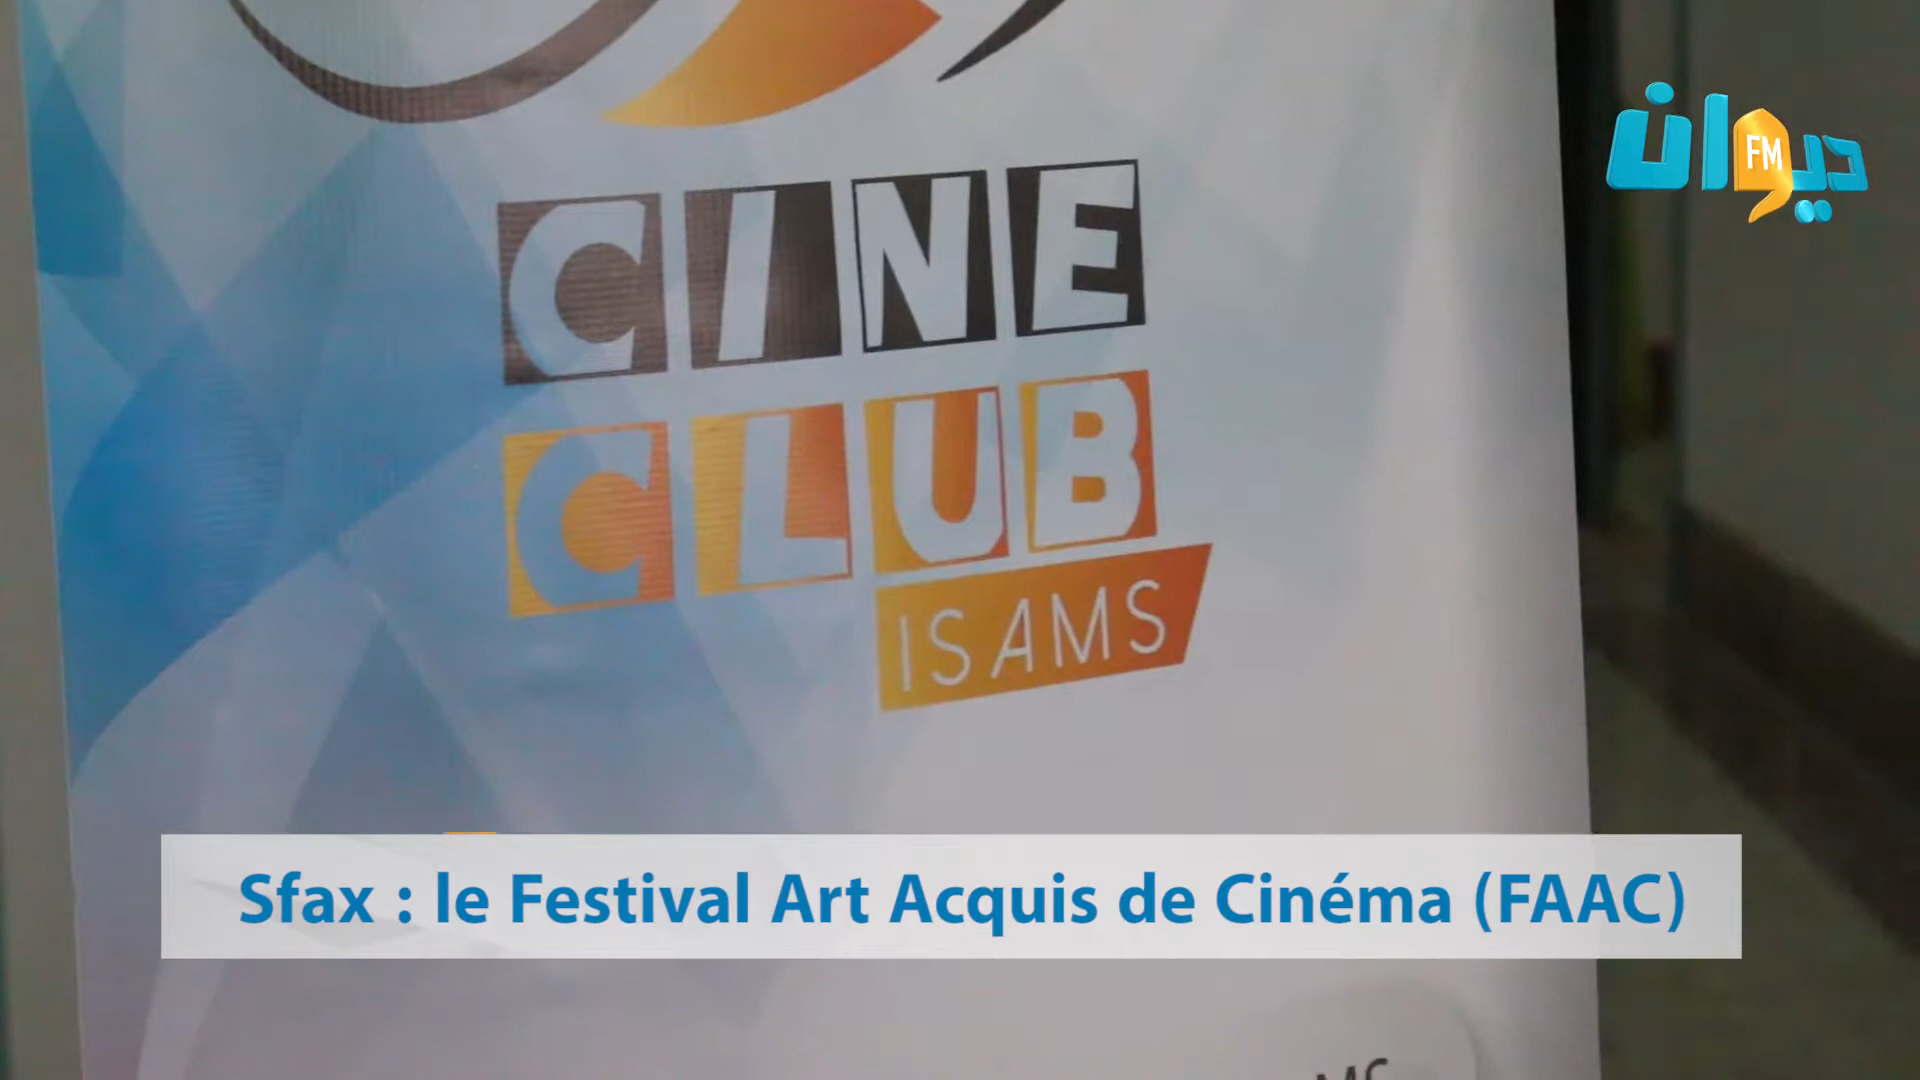 ديوان FM
CINE
CLUB
ISAMS
Sfax : le Festival Art Acquis de Cinéma (FAAC)